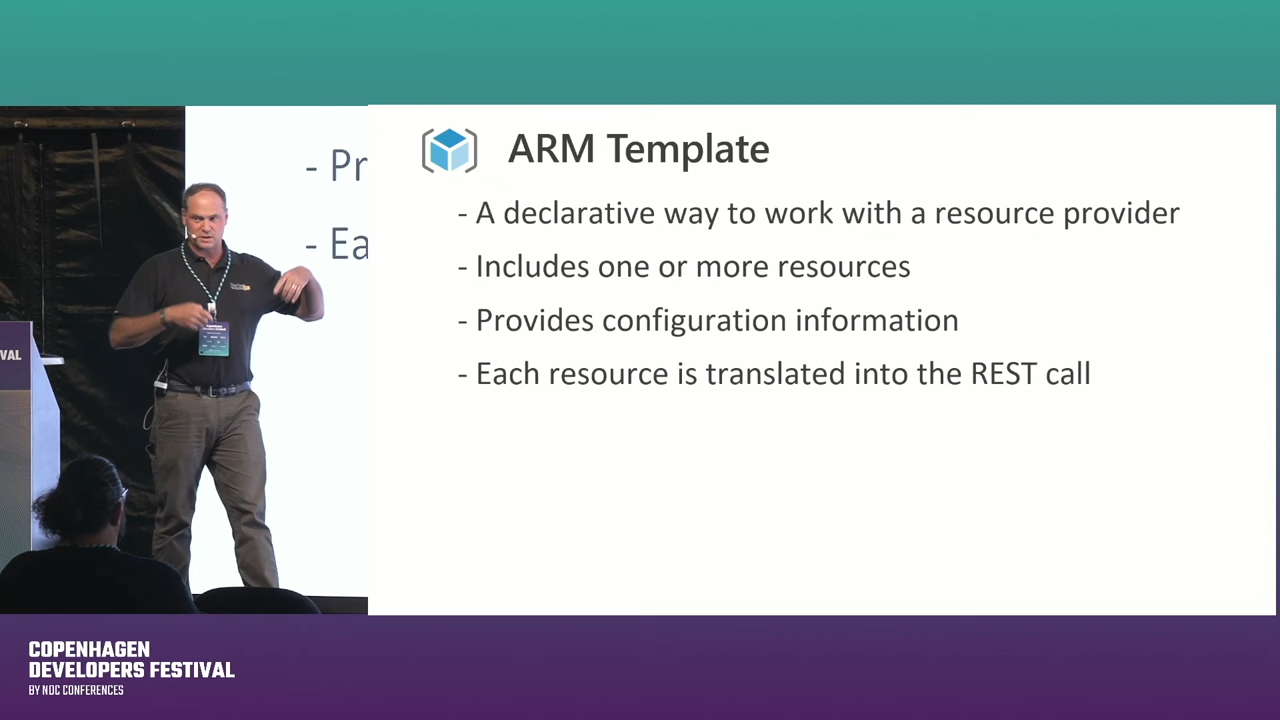 ARM Template
- A declarative way to work with a resource provider
- Includes one or more resources
- Provides configuration information
- Each resource is translated into the REST call
- Pr
- Ea
VAL
COPENHAGEN
DEVELOPERS FESTIVAL
BY NDC CONFERENCES